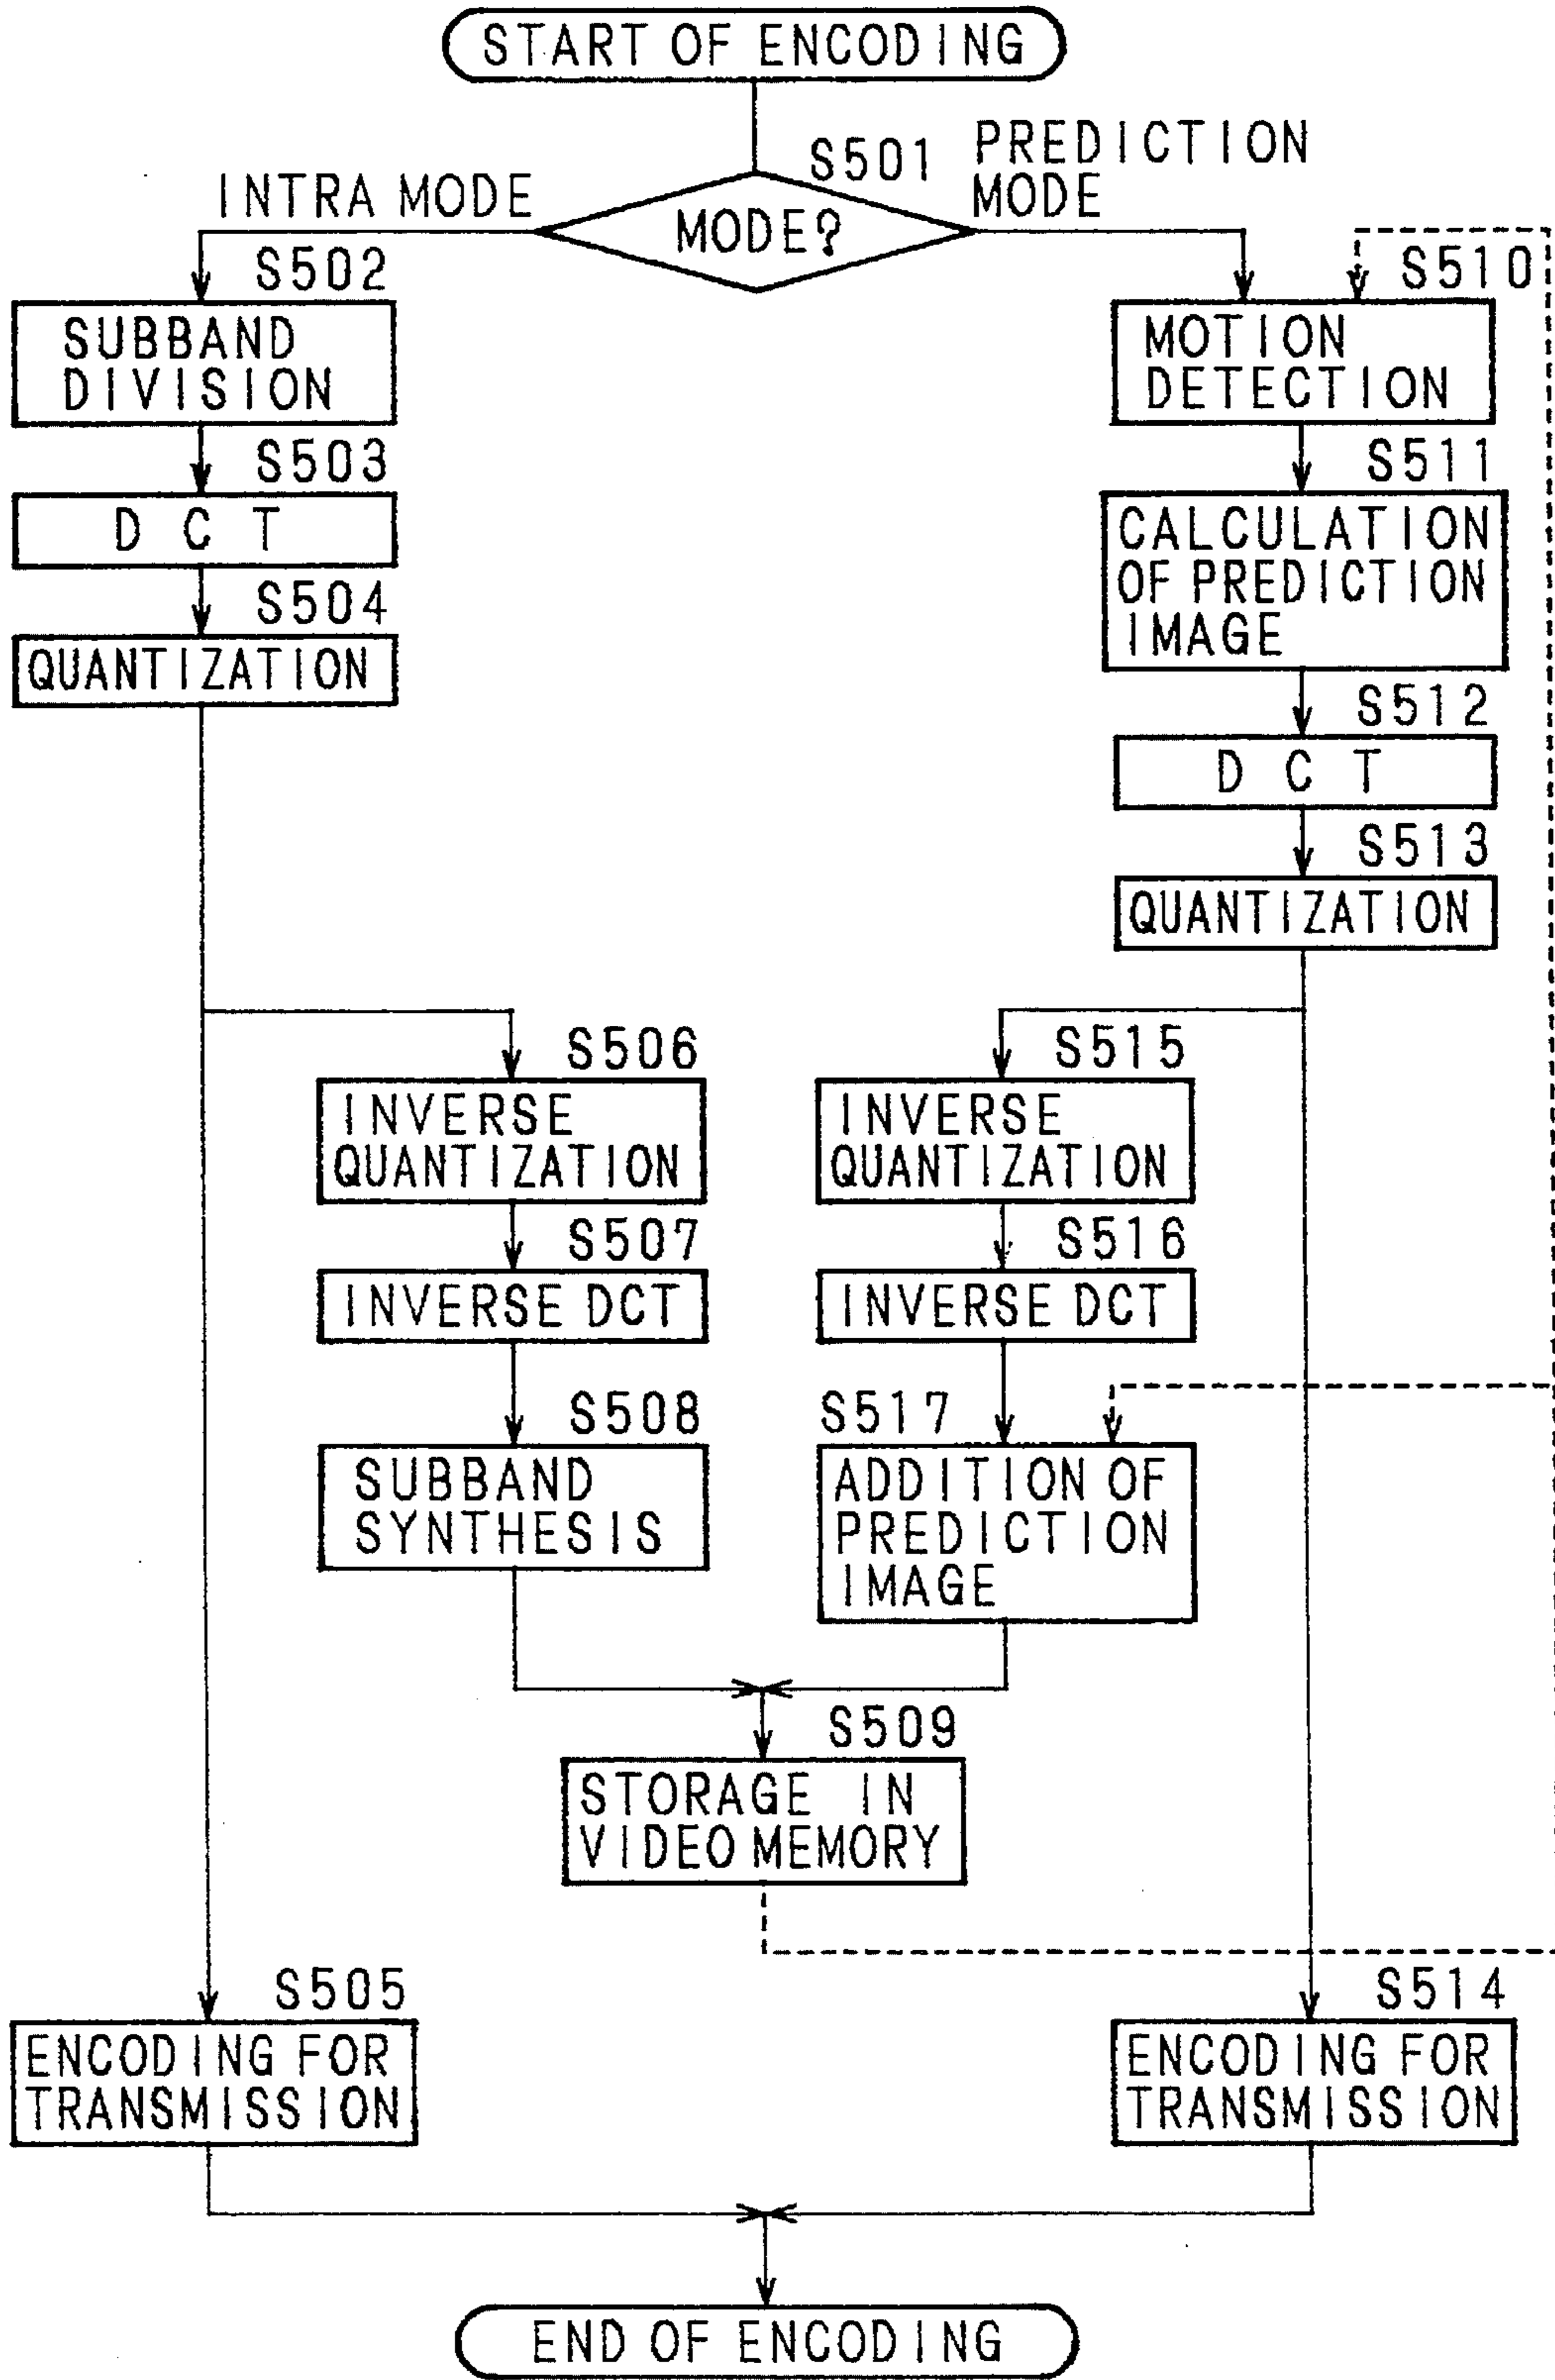 START OF ENCODING
S501
PREDICTION
MODE
INTRA MODE
MODE?
S502
SUBBAND
DIVISION
S503
DCT
S504
QUANTIZATION
S510
MOTION
DETECTION
S511
CALCULATION
OF PREDICTION
IMAGE
S512
DCT
S513
QUANTIZATION
S506
INVERSE
QUANTIZATION
S507
INVERSE DCT
S508
SUBBAND
SYNTHESIS
S515
INVERSE
QUANTIZATION
S516
INVERSE DCT
S517
ADDITION OF
PREDICTION
IMAGE
S509
STORAGE IN
VIDEO MEMORY
S505
ENCODING FOR
TRANSMISSION
S514
ENCODING FOR
TRANSMISSION
END OF ENCODING